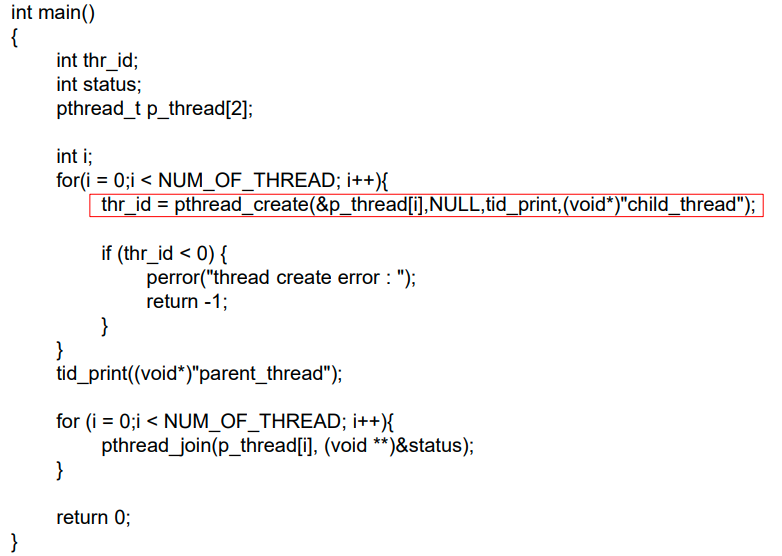 int main()
{
int thr_id;
int status;
pthread_t p_thread[2];
int i;
for(i = 0;i < NUM_OF_THREAD; i++){
thr_id = pthread_create(&p_thread[i],NULL,tid_print,(void*)"child_thread");
if (thr_id < 0) {
perror("thread create error : ");
return -1;
}
}
tid_print((void*)"parent_thread");
for (i = 0;i < NUM_OF_THREAD; i++){
pthread_join(p_thread[i], (void **)&status);
}
return 0;
}